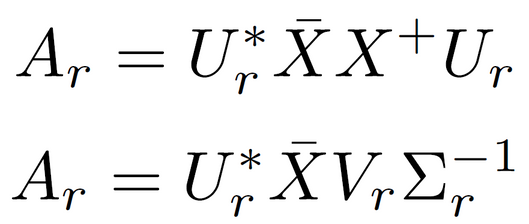 $A_r = U_r^* \bar{X} X^+ U_r$
$A_r = U_r^* \bar{X} V_r \Sigma_r^{-1}$